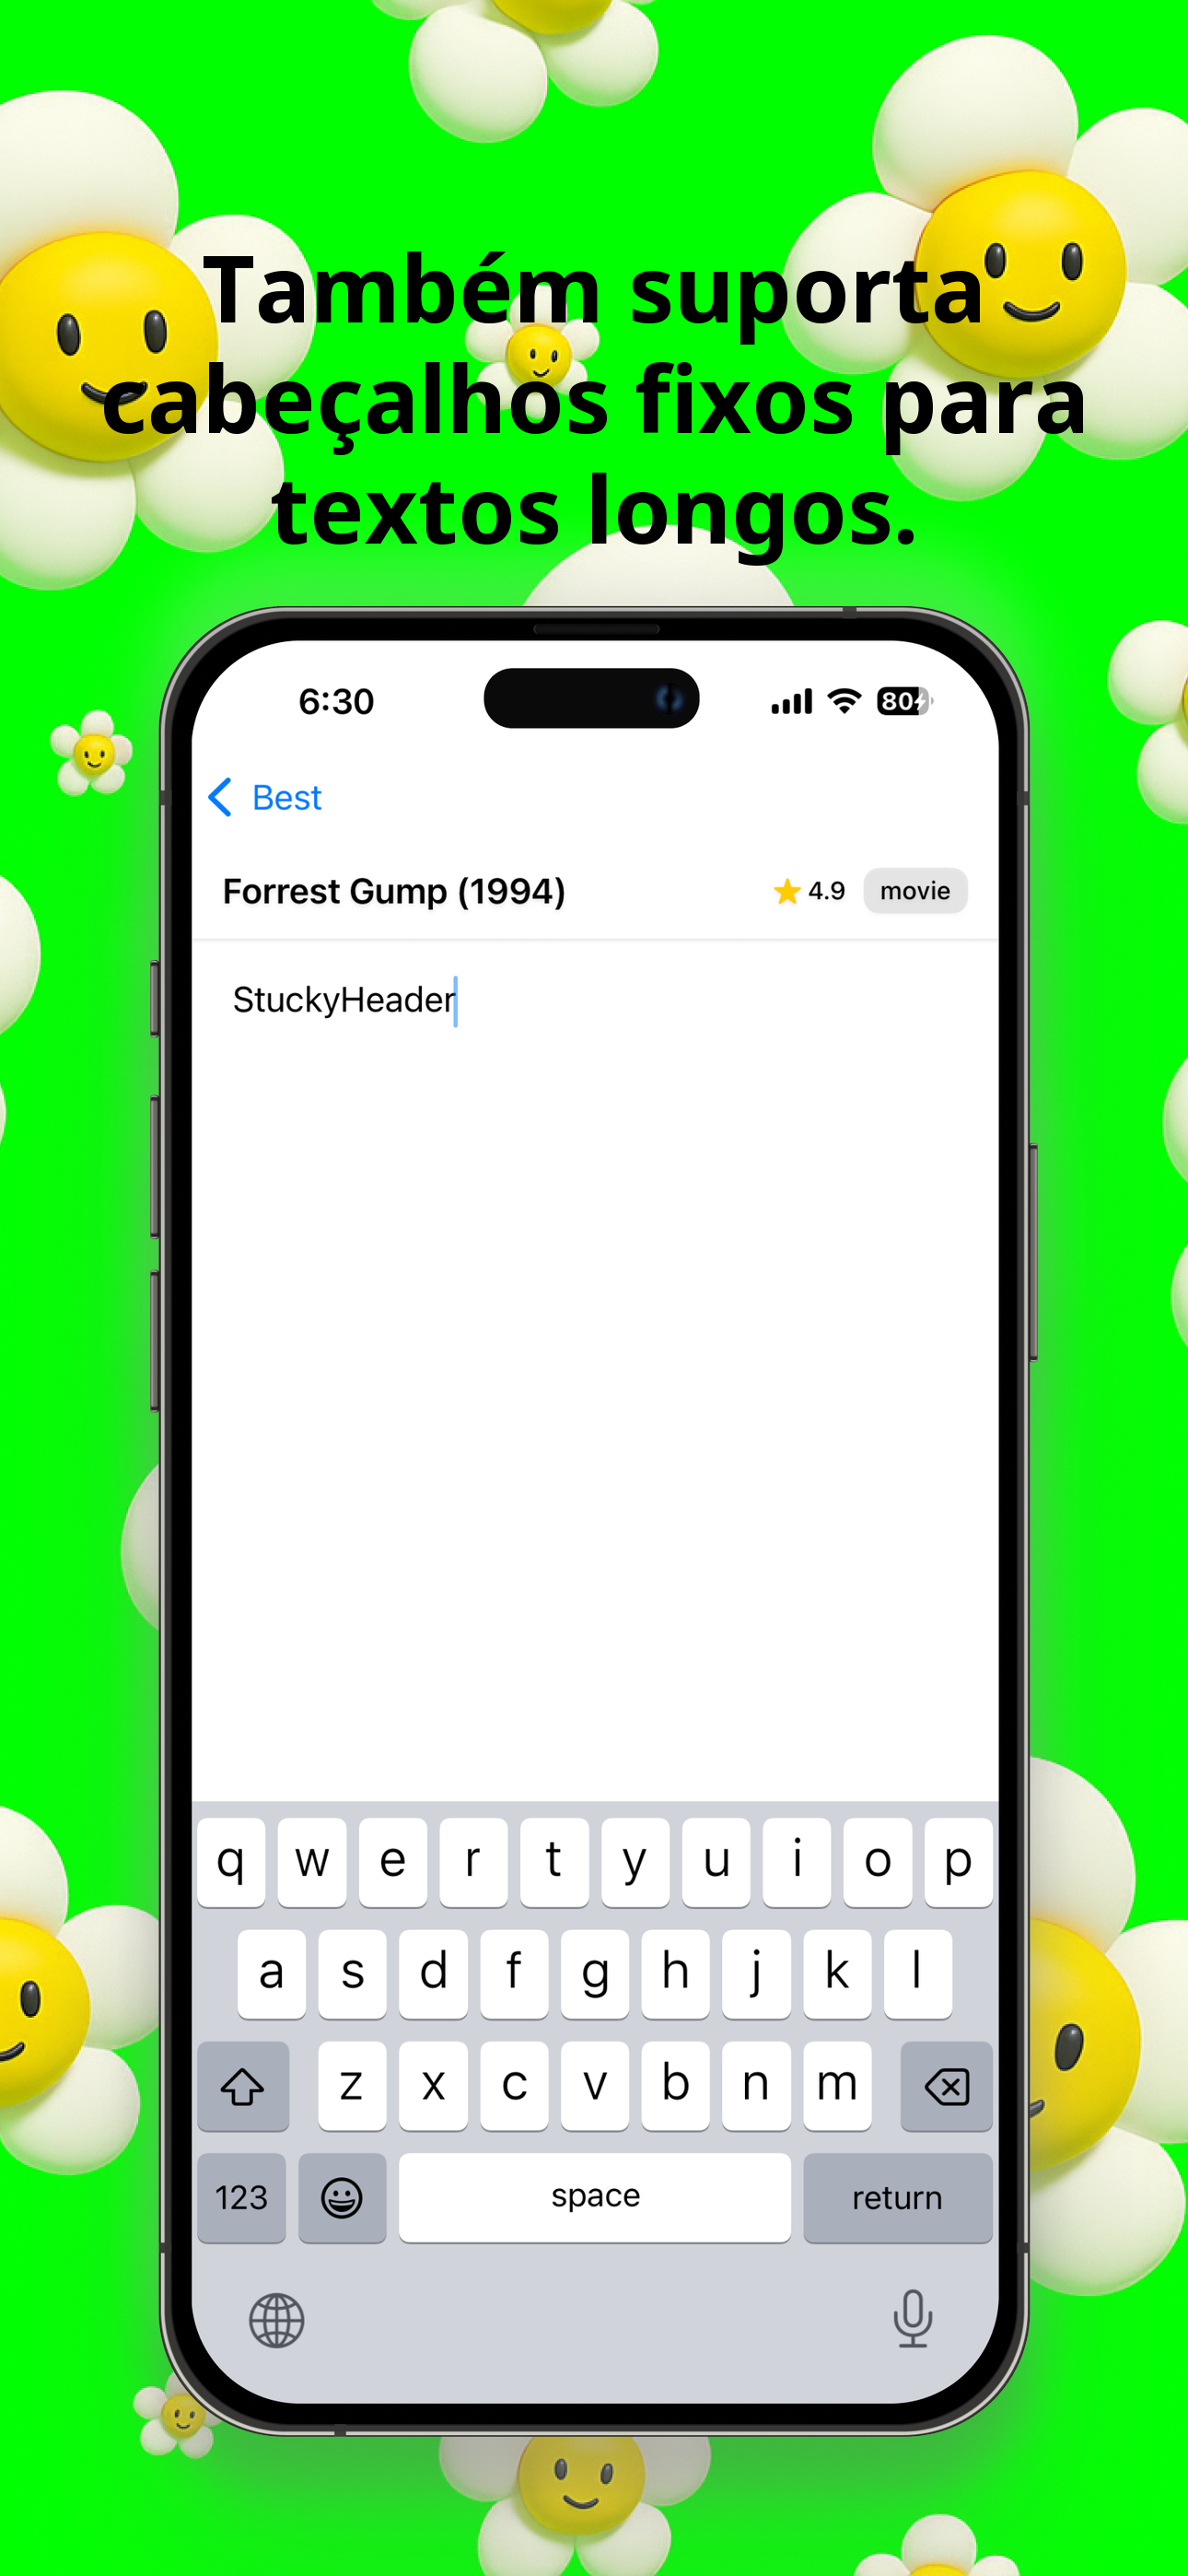 Também suporta
cabeçalhos fixos para
textos longos.
6:30
80
Best
Forrest Gump (1994)
4.9 movie
StuckyHeader
q w e r t y u i o p
a s d f g h j k l
z x c v b n m
123 space return